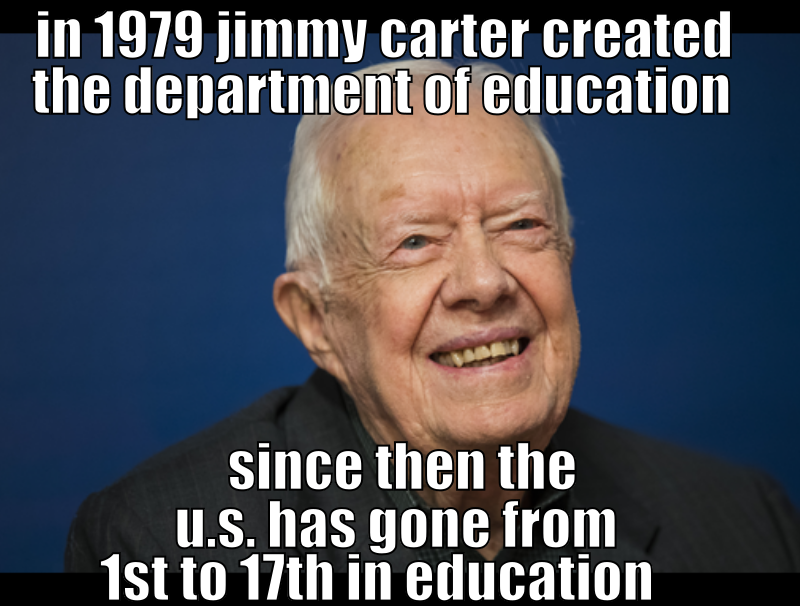 in 1979 jimmy carter created
the department of education
since then the
u.s. has gone from
1st to 17th in education